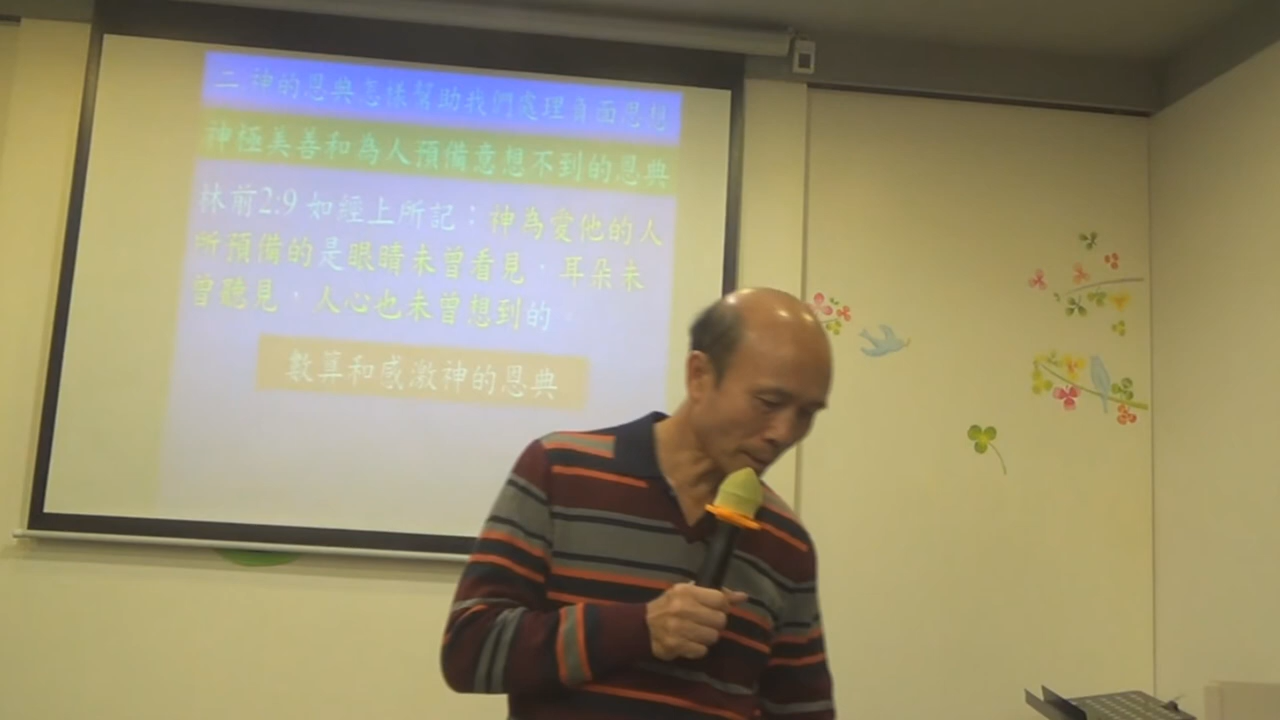 二 神的恩典怎樣幫助我們處理負面思想
神極美善和為人預備意想不到的恩典
林前2:9 如經上所記：神為愛他的人
所預備的是眼睛未曾看見，耳朵未
曾聽見，人心也未曾想到的。
數算和感激神的恩典